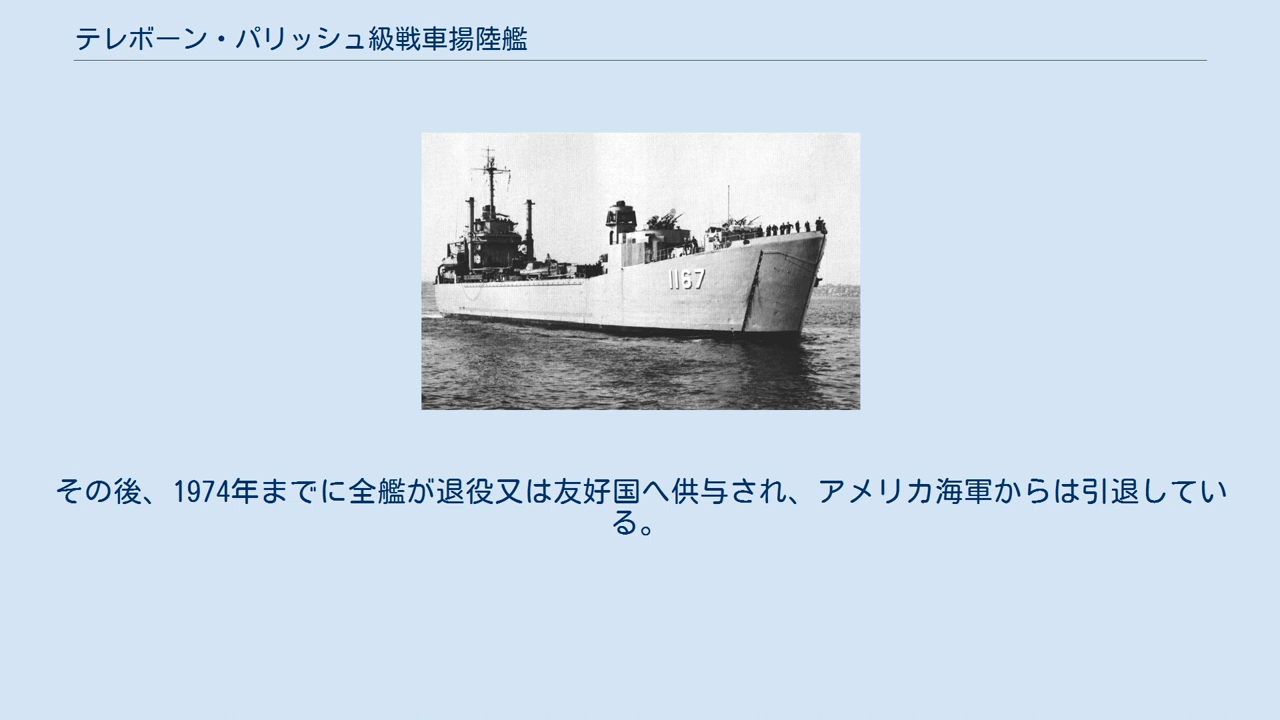 テレボーン・パリッシュ級戦車揚陸艦
1167
その後、1974年までに全艦が退役又は友好国へ供与され、アメリカ海軍からは引退してい
る。